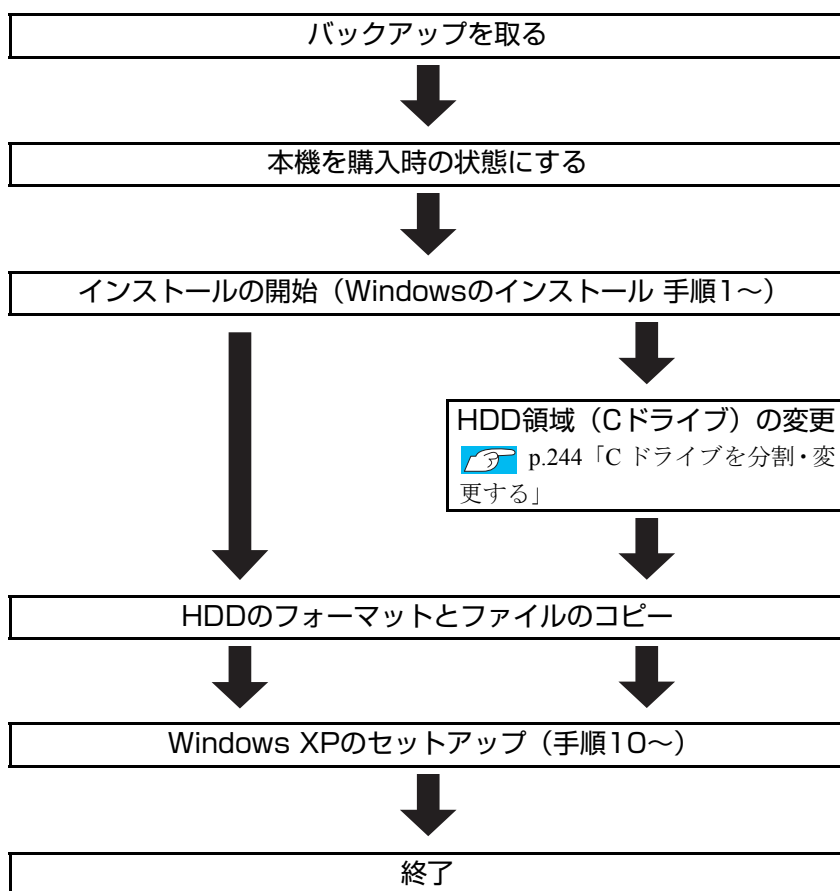 バックアップを取る
本機を購入時の状態にする
インストールの開始（Windowsのインストール 手順1～）
HDD領域（Cドライブ）の変更
p.244「C ドライブを分割・変
更する」
HDDのフォーマットとファイルのコピー
Windows XPのセットアップ（手順10～）
終了